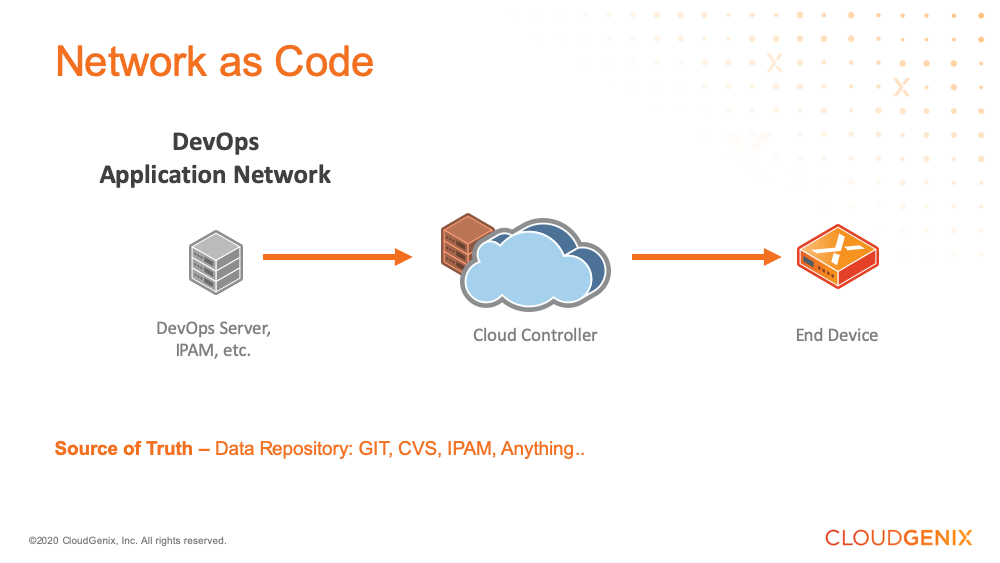 Network as Code
DevOps
Application Network
DevOps Server,
IPAM, etc.
Cloud Controller
End Device
Source of Truth – Data Repository: GIT, CVS, IPAM, Anything..
©2020 CloudGenix, Inc. All rights reserved.
CLOUDGENIX